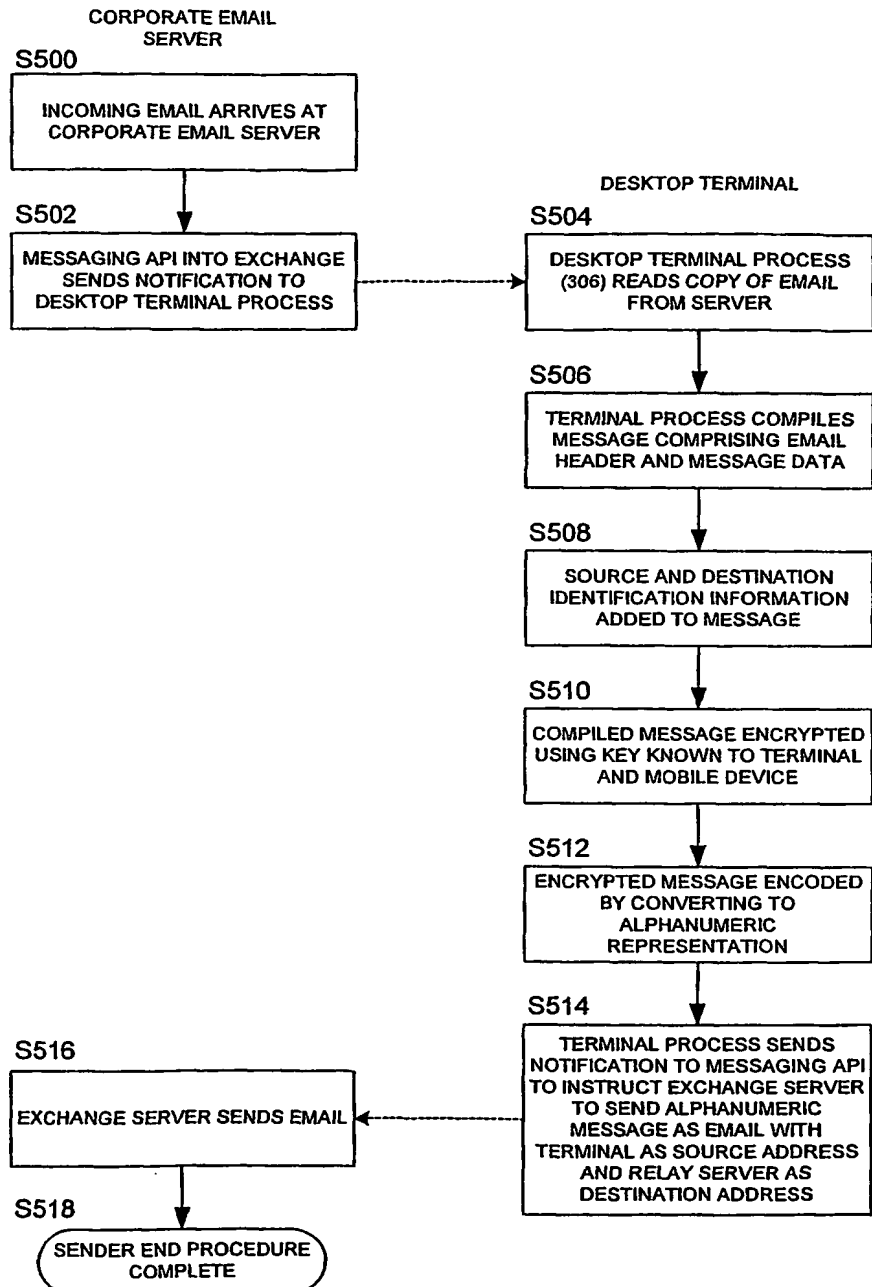 CORPORATE EMAIL
SERVER
S500
INCOMING EMAIL ARRIVES AT
CORPORATE EMAIL SERVER
S502
MESSAGING API INTO EXCHANGE
SENDS NOTIFICATION TO
DESKTOP TERMINAL PROCESS
DESKTOP TERMINAL
S504
DESKTOP TERMINAL PROCESS
(306) READS COPY OF EMAIL
FROM SERVER
S506
TERMINAL PROCESS COMPILES
MESSAGE COMPRISING EMAIL
HEADER AND MESSAGE DATA
S508
SOURCE AND DESTINATION
IDENTIFICATION INFORMATION
ADDED TO MESSAGE
S510
COMPILED MESSAGE ENCRYPTED
USING KEY KNOWN TO TERMINAL
AND MOBILE DEVICE
S512
ENCRYPTED MESSAGE ENCODED
BY CONVERTING TO
ALPHANUMERIC
REPRESENTATION
S514
TERMINAL PROCESS SENDS
NOTIFICATION TO MESSAGING API
TO INSTRUCT EXCHANGE SERVER
TO SEND ALPHANUMERIC
MESSAGE AS EMAIL WITH
TERMINAL AS SOURCE ADDRESS
AND RELAY SERVER AS
DESTINATION ADDRESS
S516
EXCHANGE SERVER SENDS EMAIL
S518
SENDER END PROCEDURE
COMPLETE